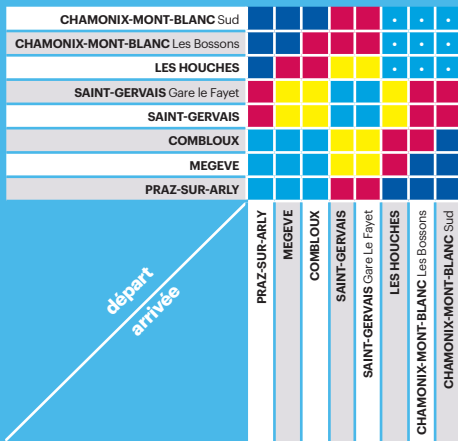 CHAMONIX-MONT-BLANC Sud
CHAMONIX-MONT-BLANC Les Bossons
LES HOUCHES
SAINT-GERVAIS Gare le Fayet
SAINT-GERVAIS
COMBLOUX
MEGEVE
PRAZ-SUR-ARLY
départ
arrivée
PRAZ-SUR-ARLY
MEGEVE
COMBLOUX
SAINT-GERVAIS
SAINT-GERVAIS Gare Le Fayet
LES HOUCHES
CHAMONIX-MONT-BLANC Les Bossons
CHAMONIX-MONT-BLANC Sud